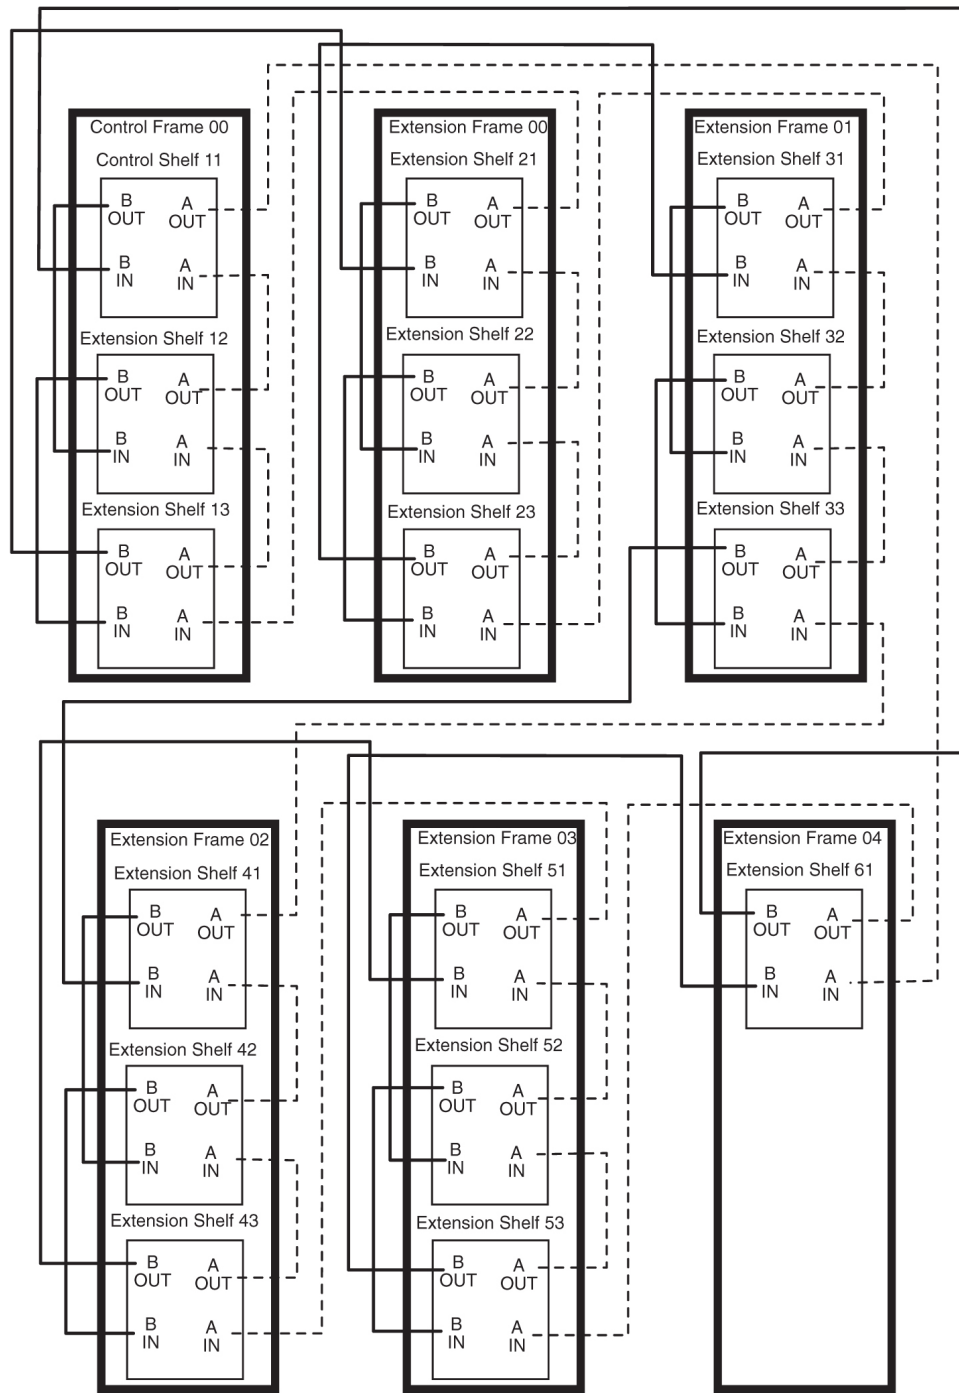 Control Frame 00
Control Shelf 11
B OUT
A OUT
B IN
A IN
Extension Shelf 12
B OUT
A OUT
B IN
A IN
Extension Shelf 13
B OUT
A OUT
B IN
A IN
Extension Frame 00
Extension Shelf 21
B OUT
A OUT
B IN
A IN
Extension Shelf 22
B OUT
A OUT
B IN
A IN
Extension Shelf 23
B OUT
A OUT
B IN
A IN
Extension Frame 01
Extension Shelf 31
B OUT
A OUT
B IN
A IN
Extension Shelf 32
B OUT
A OUT
B IN
A IN
Extension Shelf 33
B OUT
A OUT
B IN
A IN
Extension Frame 02
Extension Shelf 41
B OUT
A OUT
B IN
A IN
Extension Shelf 42
B OUT
A OUT
B IN
A IN
Extension Shelf 43
B OUT
A OUT
B IN
A IN
Extension Frame 03
Extension Shelf 51
B OUT
A OUT
B IN
A IN
Extension Shelf 52
B OUT
A OUT
B IN
A IN
Extension Shelf 53
B OUT
A OUT
B IN
A IN
Extension Frame 04
Extension Shelf 61
B OUT
A OUT
B IN
A IN